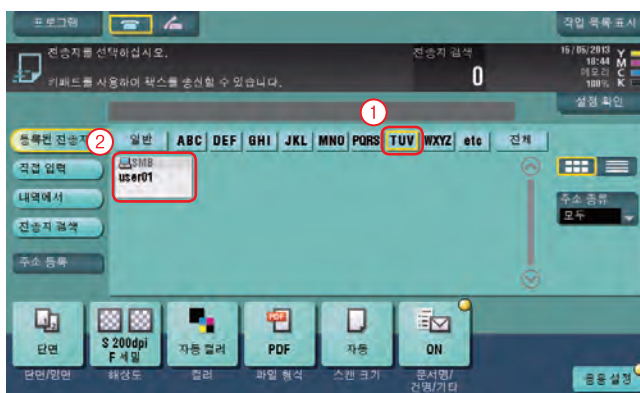 프로그램
작업 목록 표시
전송지를 선택하십시오.
전송지 검색
0
키패드를 사용하여 팩스를 송신할 수 있습니다.
15/05/2013
18:44
메모리
100%
Y
M
C
K
설정 확인
등록된 전송지
일반 ABC DEF GHI JKL MNO PQRS TUV WXYZ etc 전체
1
2
직접 입력
내역에서
전송지 검색
주소 등록
SMB
user01
주소 종류
모두
단면
S 200dpi
F 세밀
자동 컬러
PDF
PDF
자동
ON
단면/양면
해상도
컬러
파일 형식
스캔 크기
문서명/
건명/기타
응용 설정